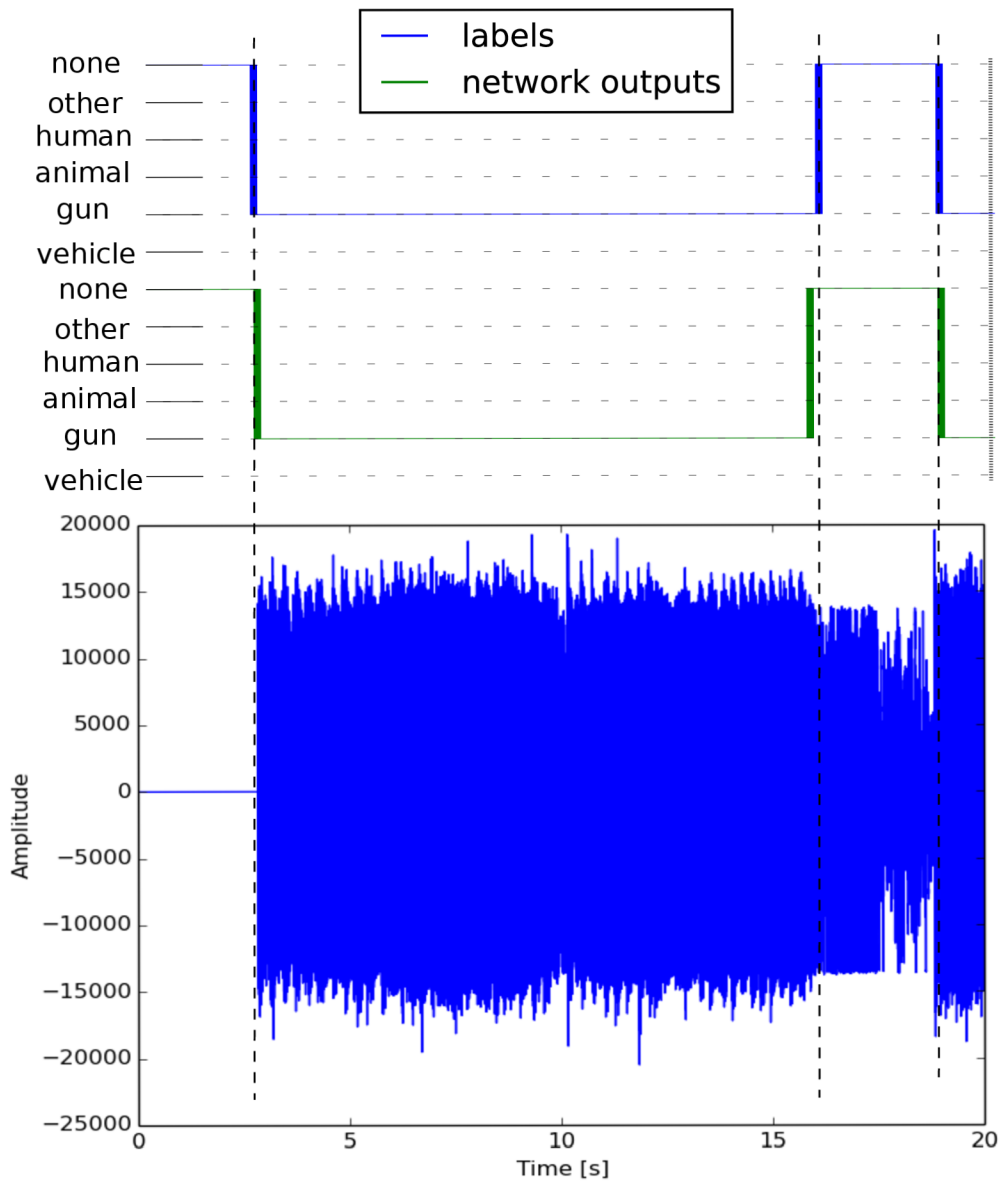 labels
network outputs
none
other
human
animal
gun
vehicle
none
other
human
animal
gun
vehicle
20000
15000
10000
5000
0
−5000
−10000
−15000
−20000
−25000
Amplitude
0 5 10 15 20
Time [s]